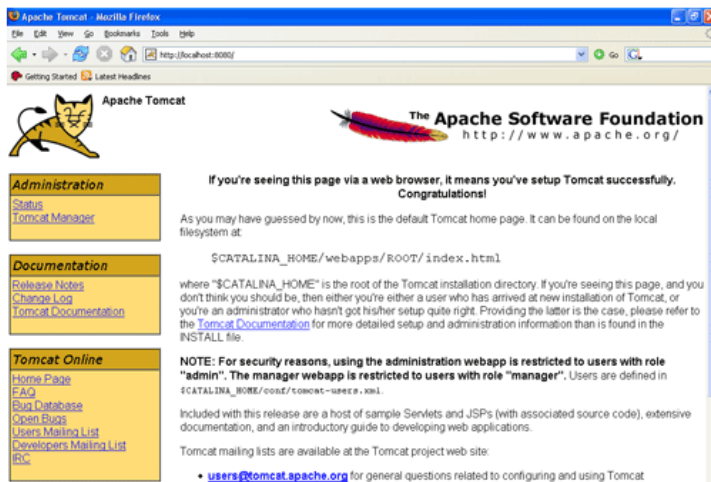 Apache Tomcat - Mozilla Firefox
File Edit View Go Bookmarks Tools Help
http://localhost:8080/
Go
Getting Started Latest Headlines
Apache Tomcat
The Apache Software Foundation
http://www.apache.org/
Administration
Status
Tomcat Manager
Documentation
Release Notes
Change Log
Tomcat Documentation
Tomcat Online
Home Page
FAQ
Bug Database
Open Bugs
Users Mailing List
Developers Mailing List
IRC
If you're seeing this page via a web browser, it means you've setup Tomcat successfully.
Congratulations!
As you may have guessed by now, this is the default Tomcat home page. It can be found on the local
filesystem at:
$CATALINA_HOME/webapps/ROOT/index.html
where "$CATALINA_HOME" is the root of the Tomcat installation directory. If you're seeing this page, and you
don't think you should be, then either you're either a user who has arrived at new installation of Tomcat, or
you're an administrator who hasn't got his/her setup quite right. Providing the latter is the case, please refer to
the Tomcat Documentation for more detailed setup and administration information than is found in the
INSTALL file.
NOTE: For security reasons, using the administration webapp is restricted to users with role
"admin". The manager webapp is restricted to users with role "manager". Users are defined in
$CATALINA_HOME/conf/tomcat-users.xml.
Included with this release are a host of sample Servlets and JSPs (with associated source code), extensive
documentation, and an introductory guide to developing web applications.
Tomcat mailing lists are available at the Tomcat project web site:
• users@tomcat.apache.org for general questions related to configuring and using Tomcat